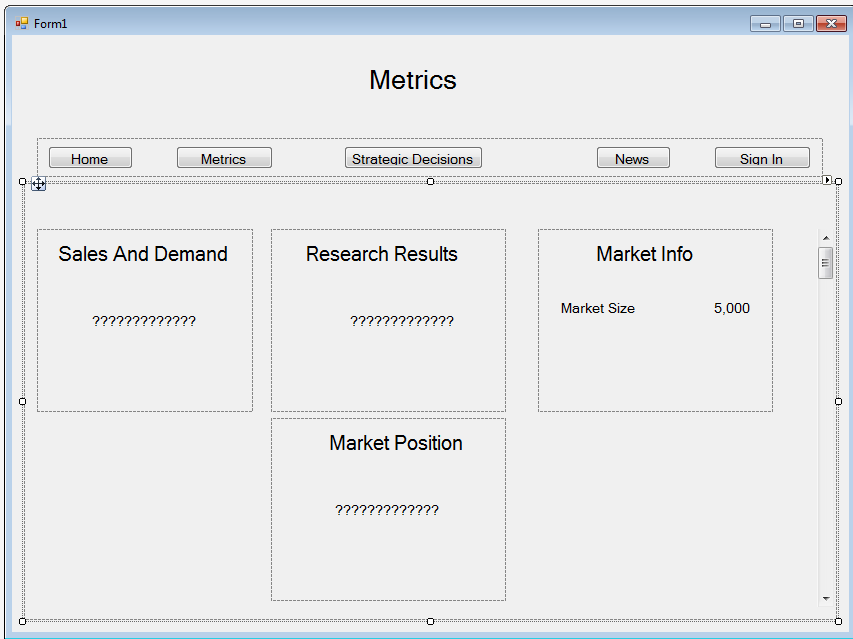 Form1
Metrics
Home
Metrics
Strategic Decisions
News
Sign In
Sales And Demand
?????????????
Research Results
?????????????
Market Info
Market Size 5,000
Market Position
?????????????